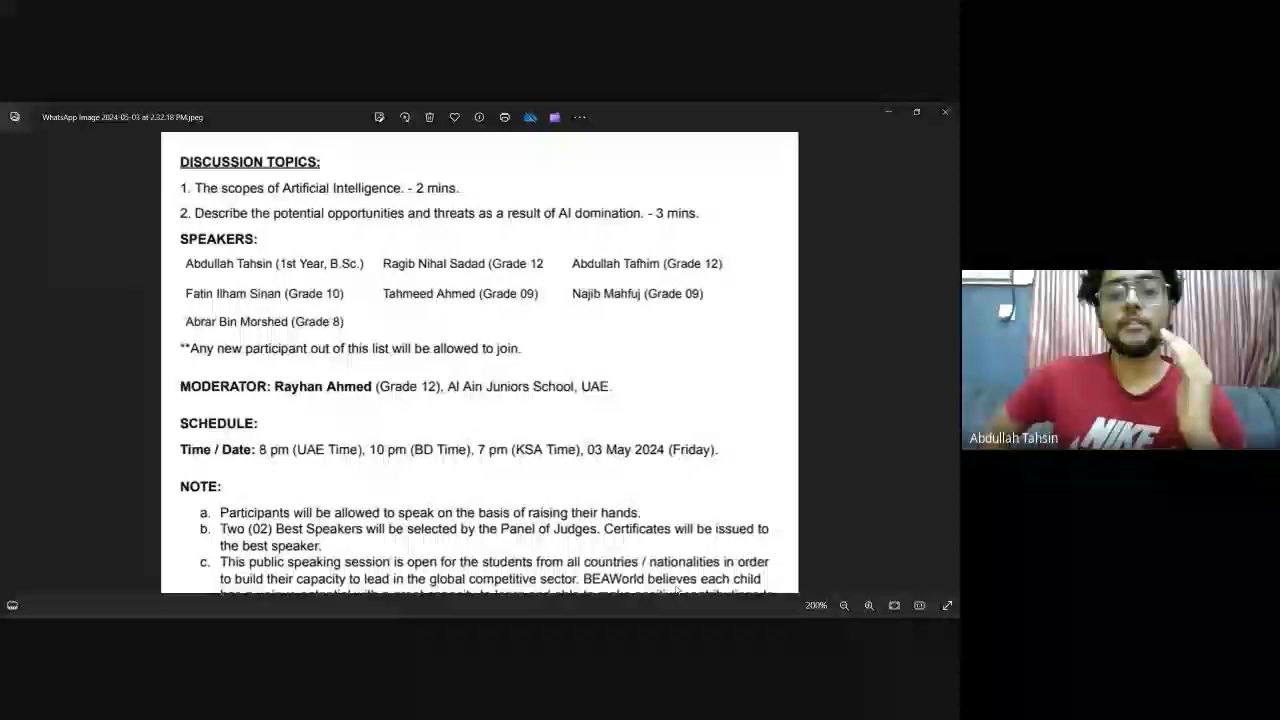 WhatsApp Image 2024-05-03 at 2.32.18 PM.jpeg
DISCUSSION TOPICS:
1. The scopes of Artificial Intelligence. - 2 mins.
2. Describe the potential opportunities and threats as a result of AI domination. - 3 mins.
SPEAKERS:
Abdullah Tahsin (1st Year, B.Sc.) Ragib Nihal Sadad (Grade 12 Abdullah Tafhim (Grade 12)
Fatin Ilham Sinan (Grade 10) Tahmeed Ahmed (Grade 09) Najib Mahfuj (Grade 09)
Abrar Bin Morshed (Grade 8)
**Any new participant out of this list will be allowed to join.
MODERATOR: Rayhan Ahmed (Grade 12), Al Ain Juniors School, UAE.
SCHEDULE:
Time / Date: 8 pm (UAE Time), 10 pm (BD Time), 7 pm (KSA Time), 03 May 2024 (Friday).
NOTE:
a. Participants will be allowed to speak on the basis of raising their hands.
b. Two (02) Best Speakers will be selected by the Panel of Judges. Certificates will be issued to
the best speaker.
c. This public speaking session is open for the students from all countries / nationalities in order
to build their capacity to lead in the global competitive sector. BEAWorld believes each child
200%
NIKE
Abdullah Tahsin